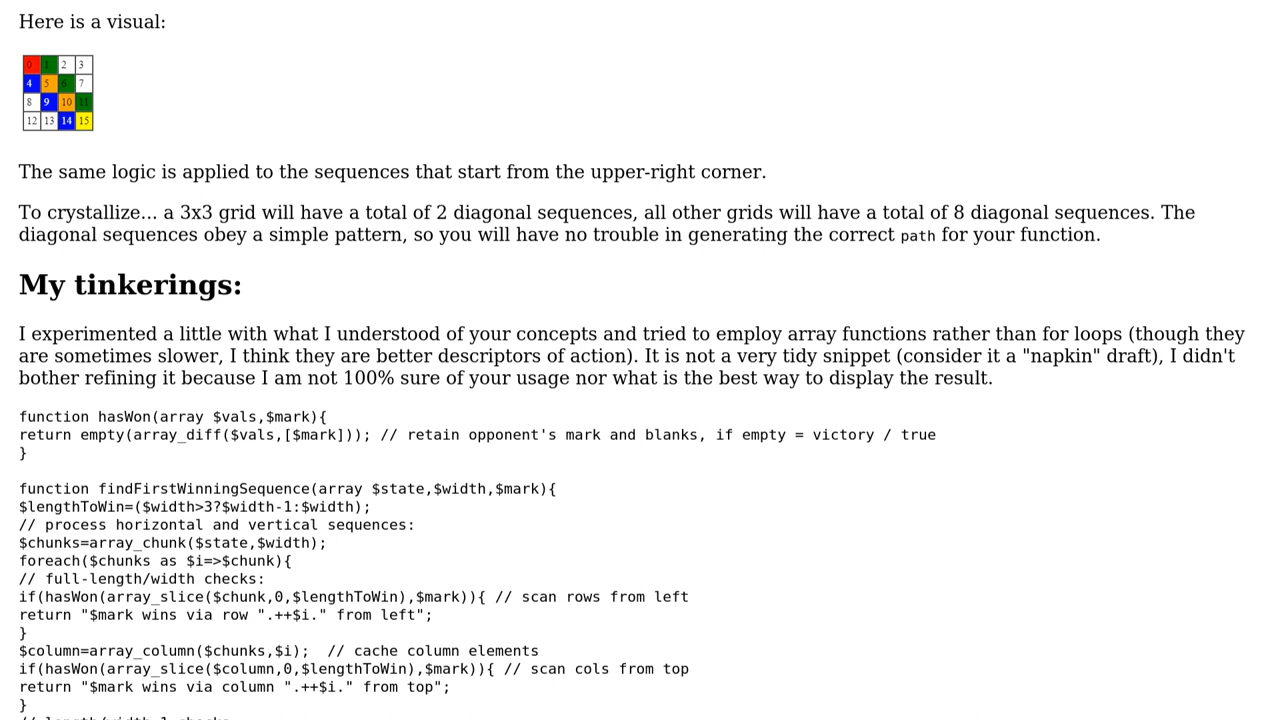 Here is a visual:
0 1 2 3
4 5 6 7
8 9 10 11
12 13 14 15
The same logic is applied to the sequences that start from the upper-right corner.
To crystallize... a 3x3 grid will have a total of 2 diagonal sequences, all other grids will have a total of 8 diagonal sequences. The
diagonal sequences obey a simple pattern, so you will have no trouble in generating the correct path for your function.
My tinkerings:
I experimented a little with what I understood of your concepts and tried to employ array functions rather than for loops (though they
are sometimes slower, I think they are better descriptors of action). It is not a very tidy snippet (consider it a "napkin" draft), I didn't
bother refining it because I am not 100% sure of your usage nor what is the best way to display the result.
function hasWon(array $vals,$mark){
return empty(array_diff($vals,[$mark])); // retain opponent's mark and blanks, if empty = victory / true
}
function findFirstWinningSequence(array $state,$width,$mark){
$lengthToWin=($width>3?$width-1:$width);
// process horizontal and vertical sequences:
$chunks=array_chunk($state,$width);
foreach($chunks as $i=>$chunk){
// full-length/width checks:
if(hasWon(array_slice($chunk,0,$lengthToWin),$mark)){ // scan rows from left
return "$mark wins via row ".++$i." from left";
}
$column=array_column($chunks,$i);  // cache column elements
if(hasWon(array_slice($column,0,$lengthToWin),$mark)){ // scan cols from top
return "$mark wins via column ".++$i." from top";
}